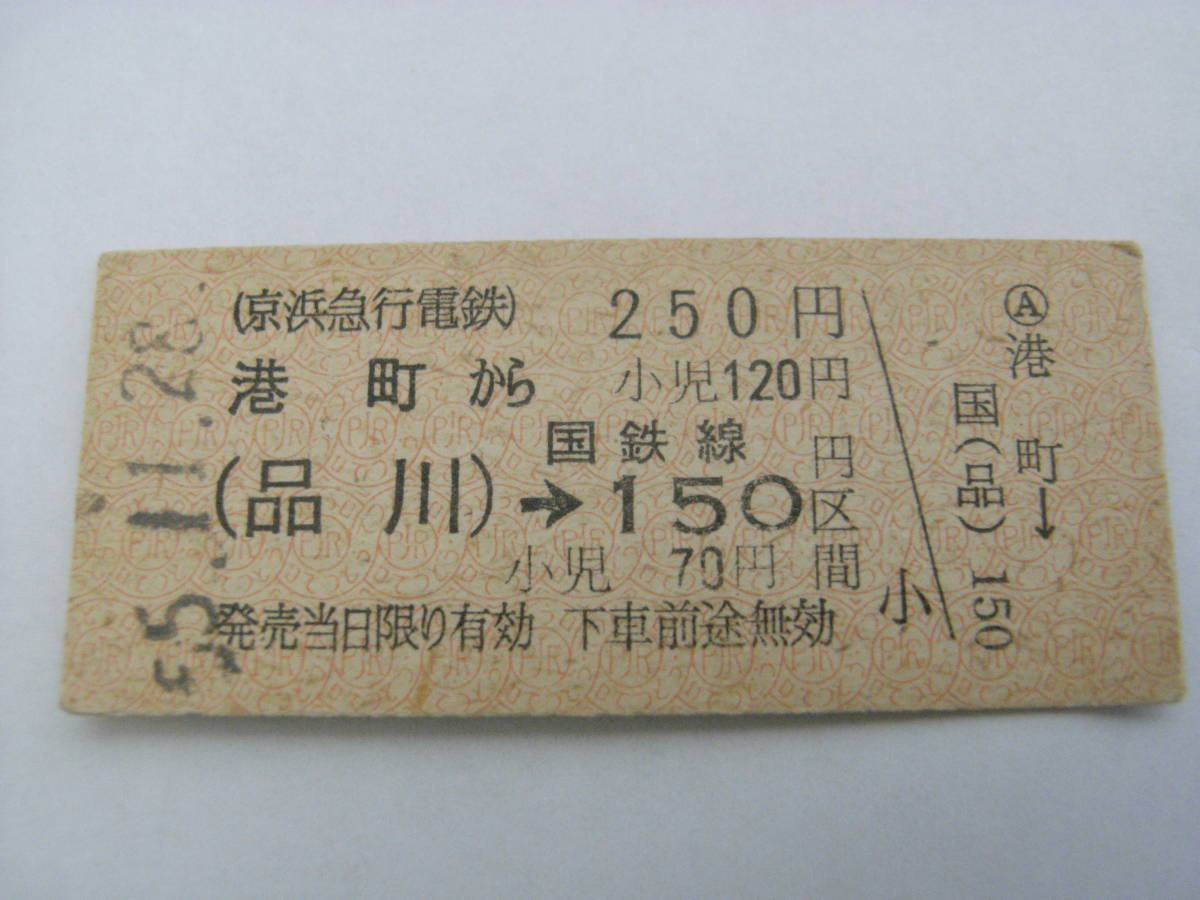 (京浜急行電鉄) 250円
港町から 小児120円
国鉄線
(品川)→150円区間
小児 70円
発売当日限り有効 下車前途無効
小
Ⓐ港町→
国(品)150
55.11.28